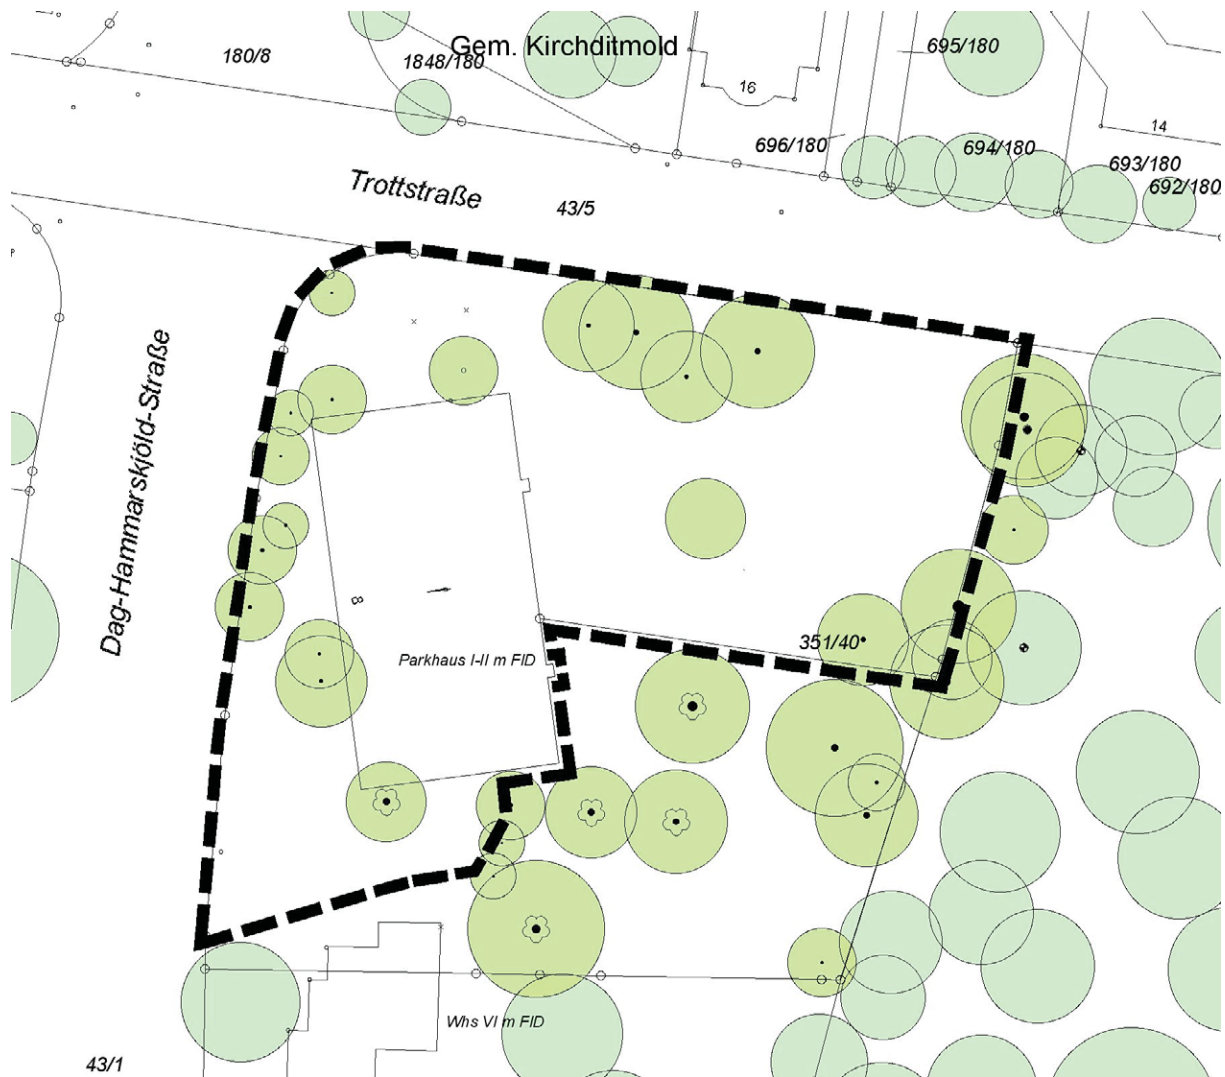 Gem. Kirchditmold
180/8
1848/180
695/180
16
14
696/180
694/180
693/180
692/180
Trottstraße
43/5
Dag-Hammarskjöld-Straße
8
351/40
Parkhaus I-II m FID
Whs VI m FID
43/1